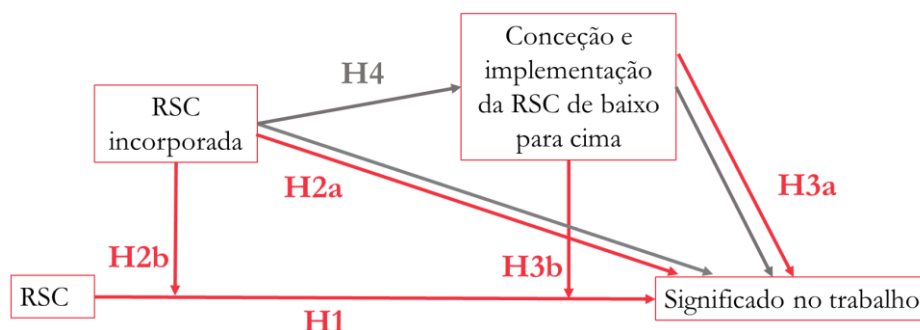 Conceção e
implementação
da RSC de baixo
para cima
H4
RSC
incorporada
H2a
H3a
H2b
H3b
RSC
Significado no trabalho
H1